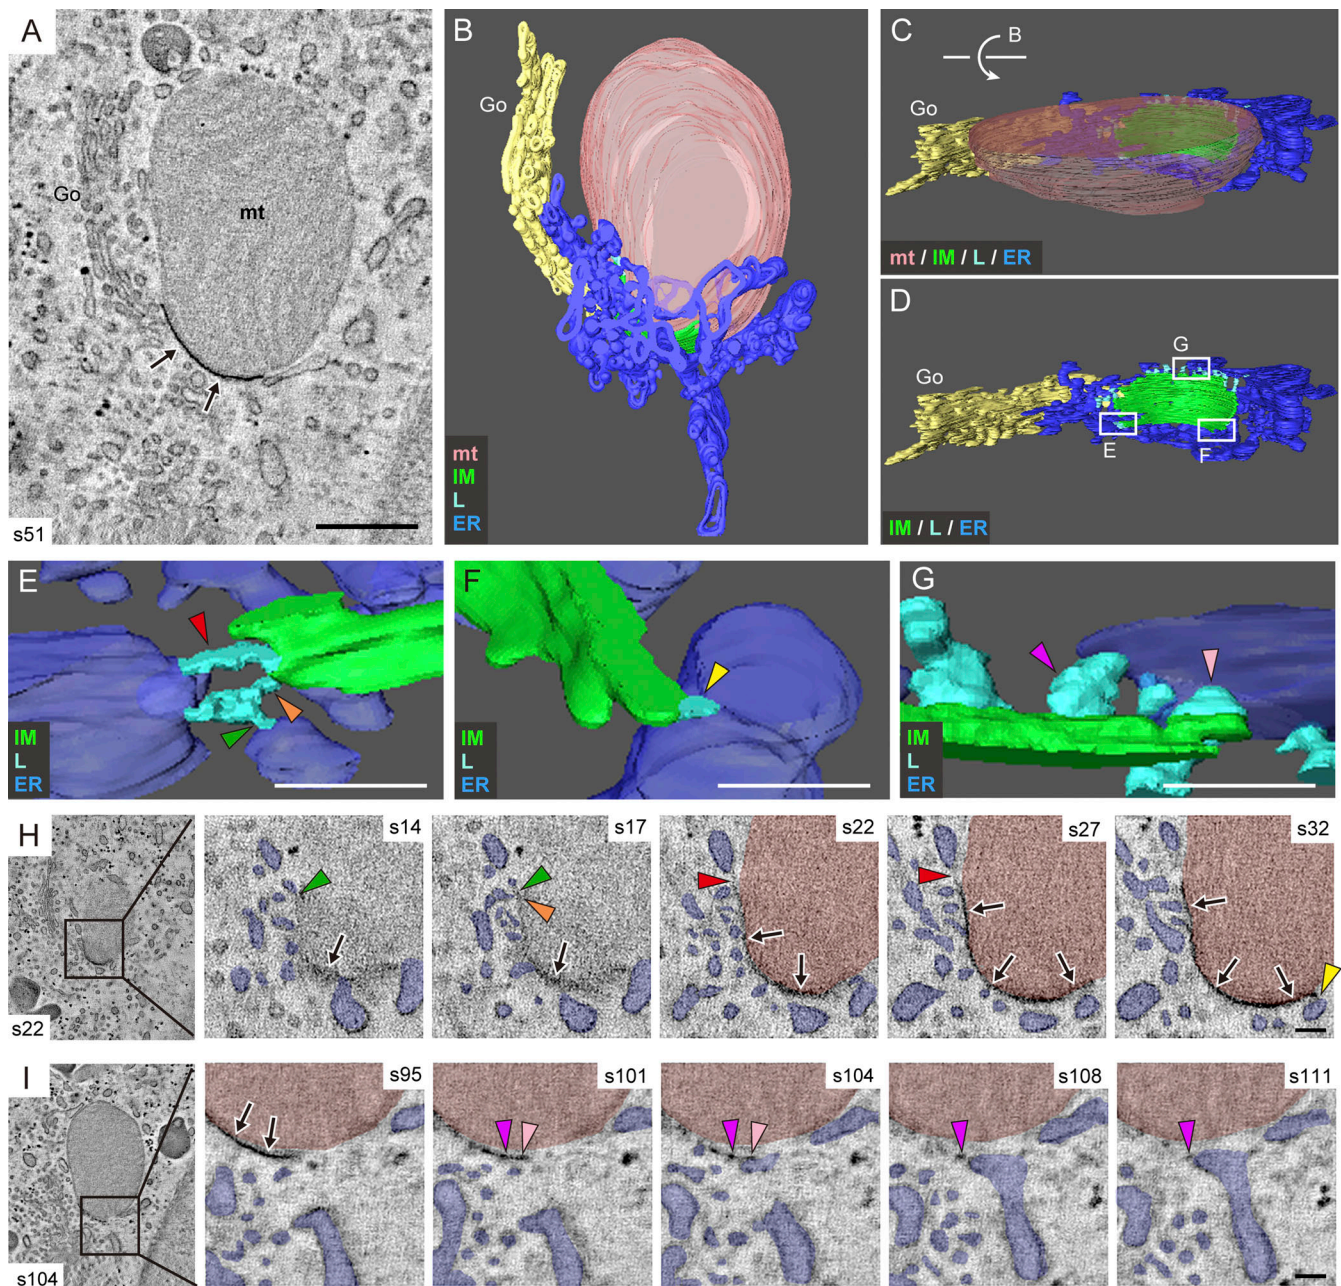 A
Go
mt
s51
B
Go
mt
IM
L
ER
C
B
Go
mt / IM / L / ER
D
G
Go
E
F
IM / L / ER
E
IM
L
ER
F
IM
L
ER
G
IM
L
ER
H
s22
s14
s17
s22
s27
s32
I
s104
s95
s101
s104
s108
s111